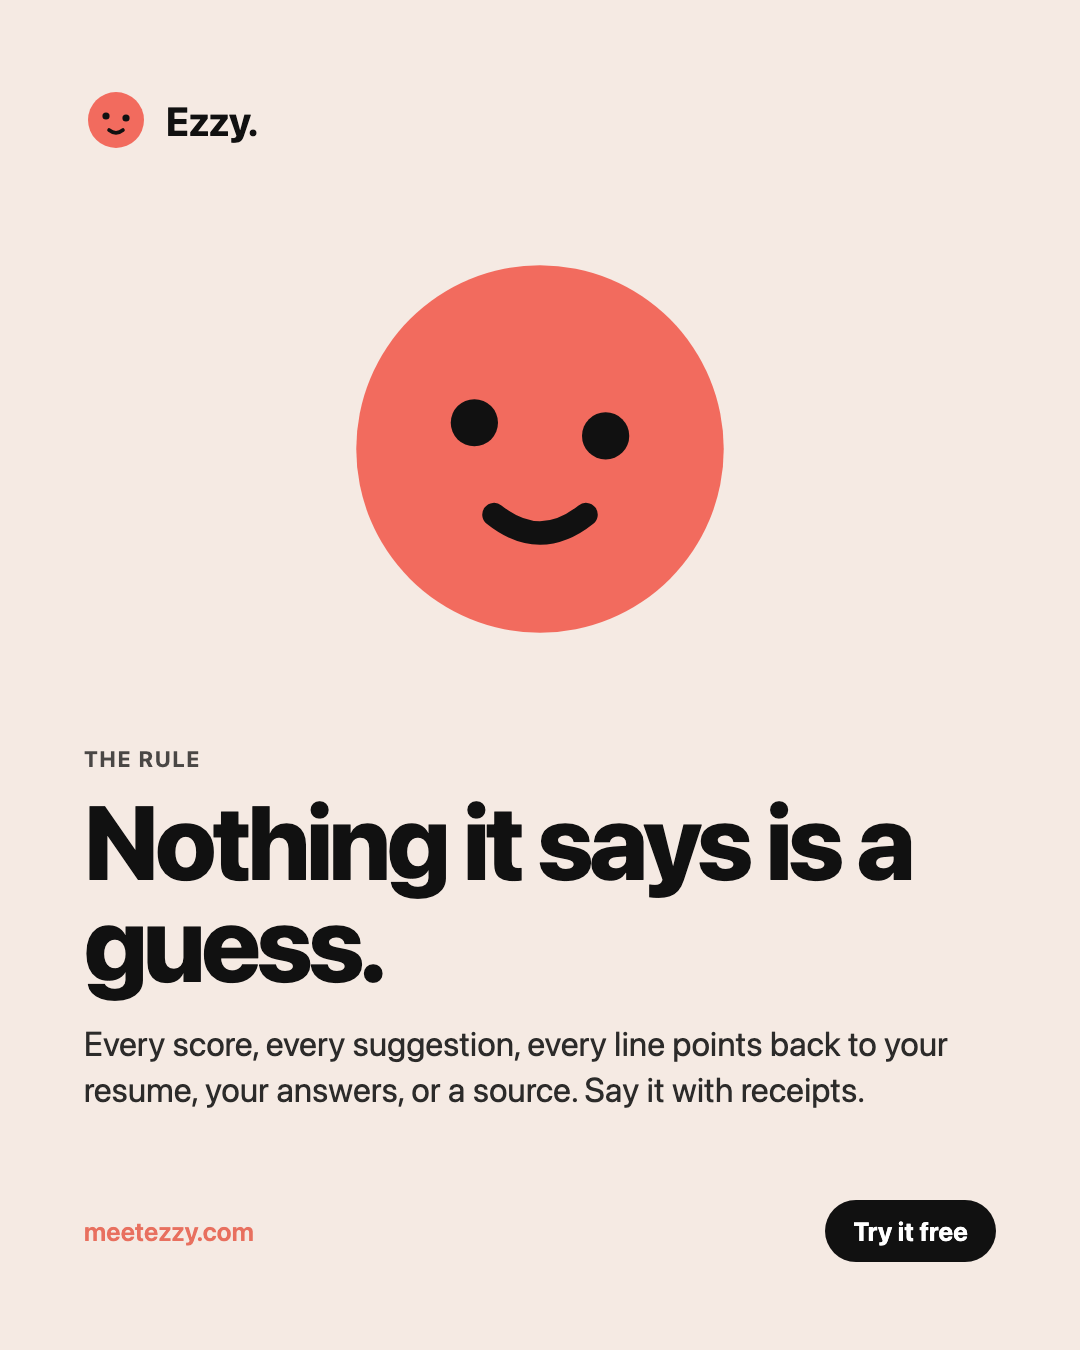 Ezzy.
THE RULE
Nothing it says is a
guess.
Every score, every suggestion, every line points back to your
resume, your answers, or a source. Say it with receipts.
meetezzy.com
Try it free